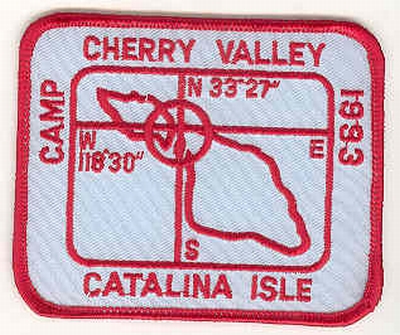 CHERRY VALLEY
CAMP
1993
N 33°27"
W
118°30"
E
S
CATALINA ISLE